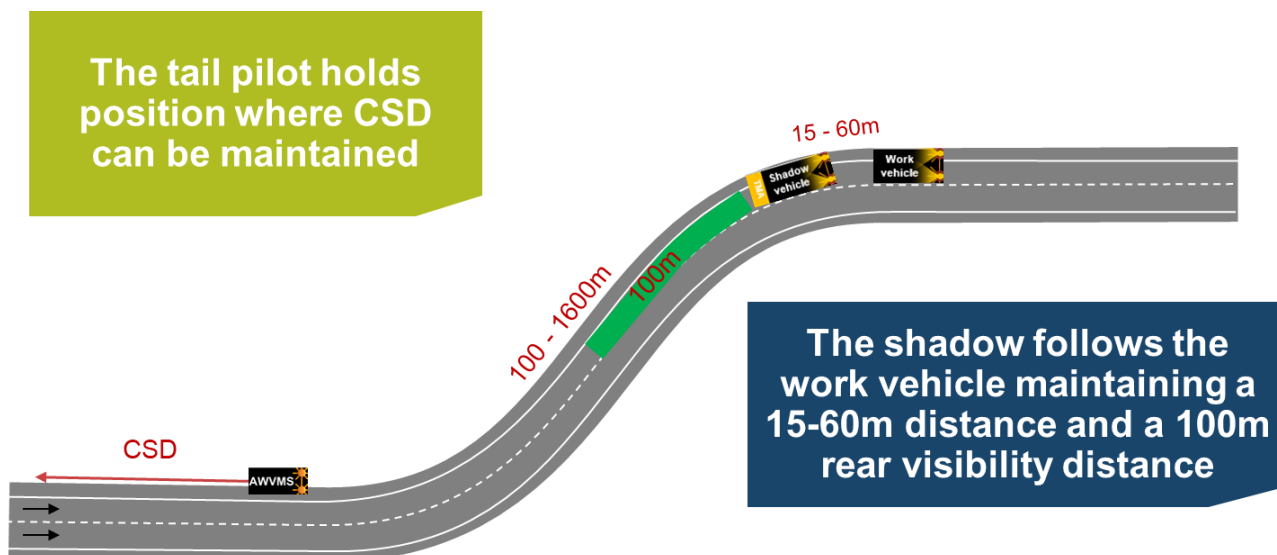 The tail pilot holds
position where CSD
can be maintained
15 - 60m
TMA
Shadow
vehicle
Work
vehicle
100m
100 - 1600m
The shadow follows the
work vehicle maintaining a
15-60m distance and a 100m
rear visibility distance
CSD
AWVMS